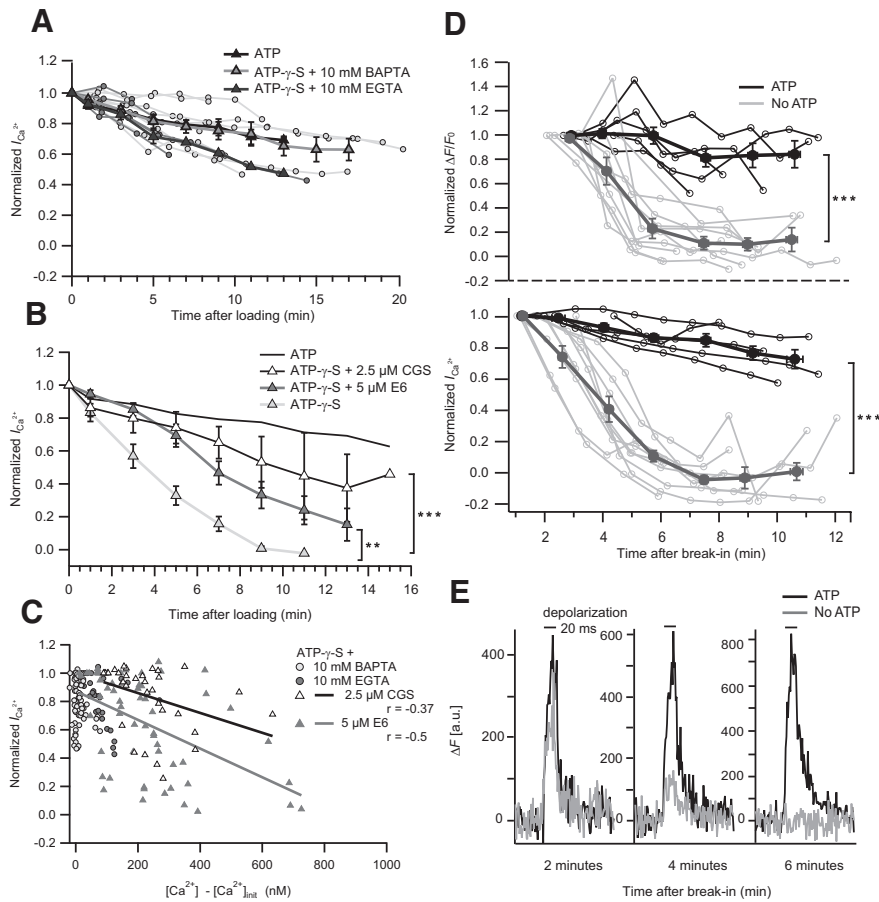 A
ATP
ATP-γ-S + 10 mM BAPTA
ATP-γ-S + 10 mM EGTA
Normalized I Ca2+
1.2
1.0
0.8
0.6
0.4
0.2
0.0
-0.2
0 5 10 15 20
Time after loading (min)
B
ATP
ATP-γ-S + 2.5 µM CGS
ATP-γ-S + 5 µM E6
ATP-γ-S
Normalized I Ca2+
1.2
1.0
0.8
0.6
0.4
0.2
0.0
***
**
0 2 4 6 8 10 12 14 16
Time after loading (min)
C
ATP-γ-S +
10 mM BAPTA
10 mM EGTA
2.5 µM CGS
r = -0.37
5 µM E6
r = -0.5
Normalized I Ca2+
1.2
1.0
0.8
0.6
0.4
0.2
0.0
-0.2
0 200 400 600 800 1000
[Ca2+] - [Ca2+]init (nM)
D
ATP
No ATP
Normalized ΔF/F0
1.6
1.4
1.2
1.0
0.8
0.6
0.4
0.2
0.0
-0.2
***
Normalized I Ca2+
1.0
0.8
0.6
0.4
0.2
0.0
-0.2
***
2 4 6 8 10 12
Time after break-in (min)
E
ATP
No ATP
depolarization
20 ms
ΔF [a.u.]
400
200
0
600
400
200
0
800
600
400
200
0
2 minutes 4 minutes 6 minutes
Time after break-in (min)